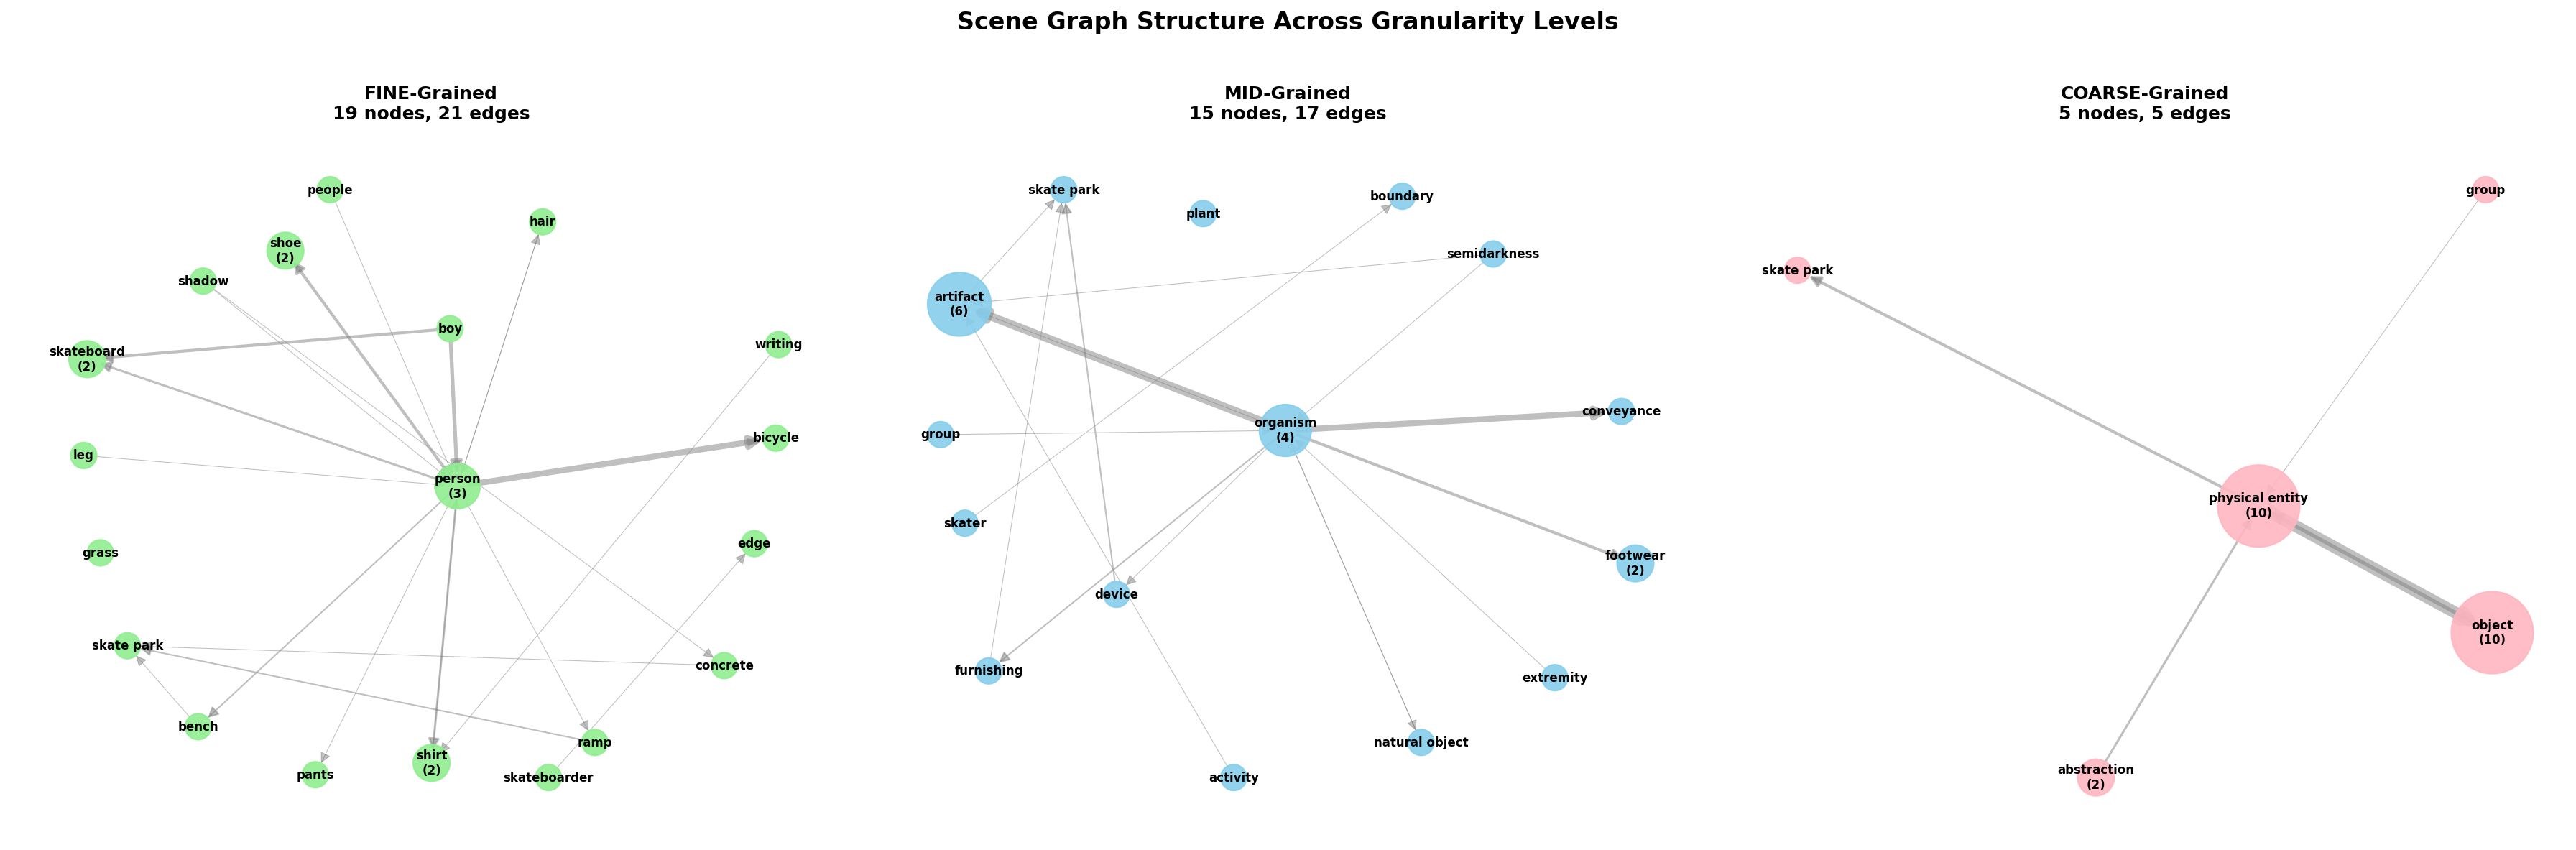 Scene Graph Structure Across Granularity Levels
FINE-Grained
19 nodes, 21 edges
people
hair
shoe
(2)
shadow
boy
writing
skateboard
(2)
bicycle
leg
person
(3)
edge
grass
skate park
concrete
bench
ramp
shirt
(2)
pants
skateboarder
MID-Grained
15 nodes, 17 edges
skate park
boundary
plant
semidarkness
artifact
(6)
conveyance
organism
(4)
group
skater
footwear
(2)
device
furnishing
extremity
natural object
activity
COARSE-Grained
5 nodes, 5 edges
group
skate park
physical entity
(10)
object
(10)
abstraction
(2)